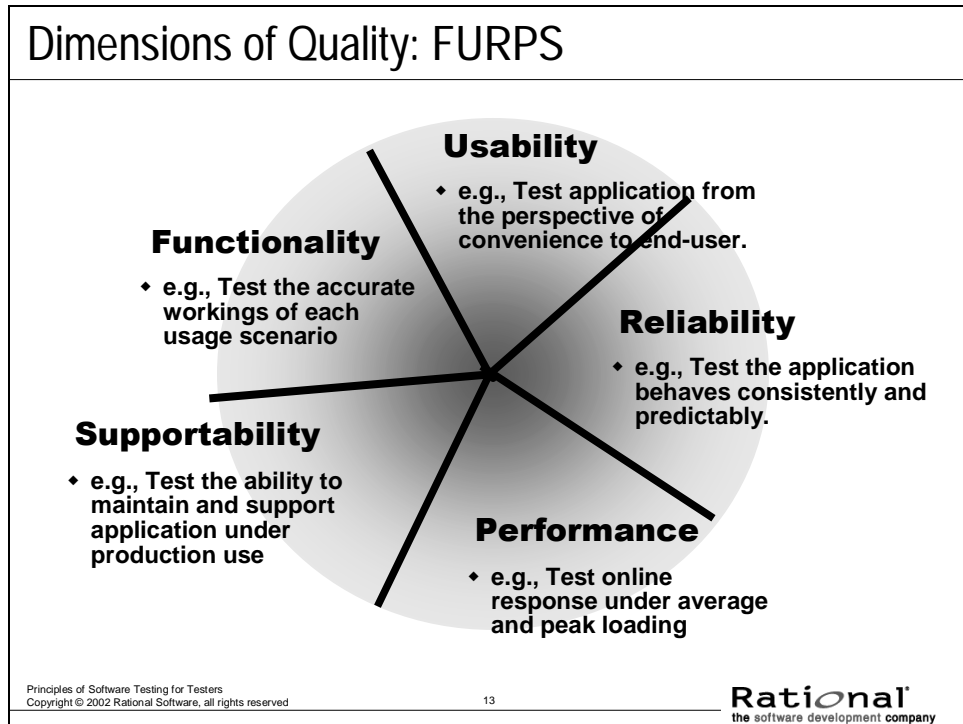 Dimensions of Quality: FURPS
Usability
◆ e.g., Test application from
the perspective of
convenience to end-user.
Functionality
◆ e.g., Test the accurate
workings of each
usage scenario
Reliability
◆ e.g., Test the application
behaves consistently and
predictably.
Supportability
◆ e.g., Test the ability to
maintain and support
application under
production use
Performance
◆ e.g., Test online
response under average
and peak loading
Principles of Software Testing for Testers
Copyright © 2002 Rational Software, all rights reserved
13
Rational
the software development company